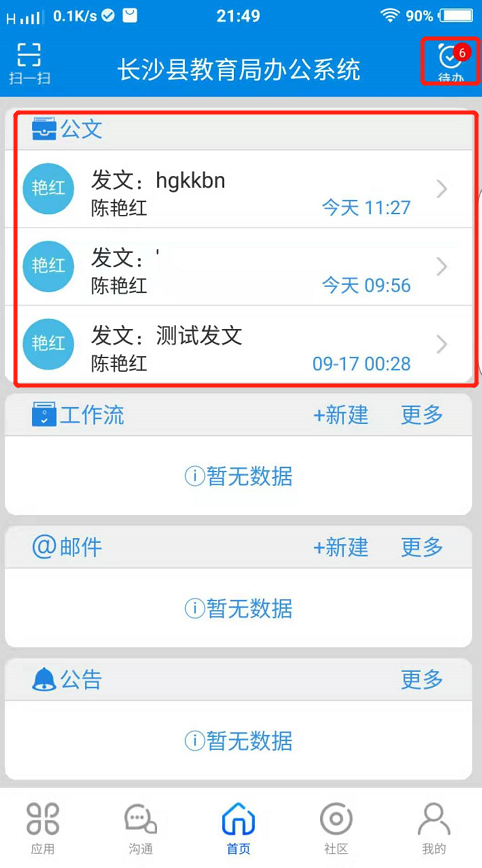 H 0.1K/s 21:49 90%
扫一扫
长沙县教育局办公系统
6
待办
公文
艳红
发文：hgkkbn
陈艳红
今天 11:27
艳红
发文：'
陈艳红
今天 09:56
艳红
发文：测试发文
陈艳红
09-17 00:28
工作流 +新建 更多
暂无数据
@邮件 +新建 更多
暂无数据
公告 更多
暂无数据
应用 沟通 首页 社区 我的